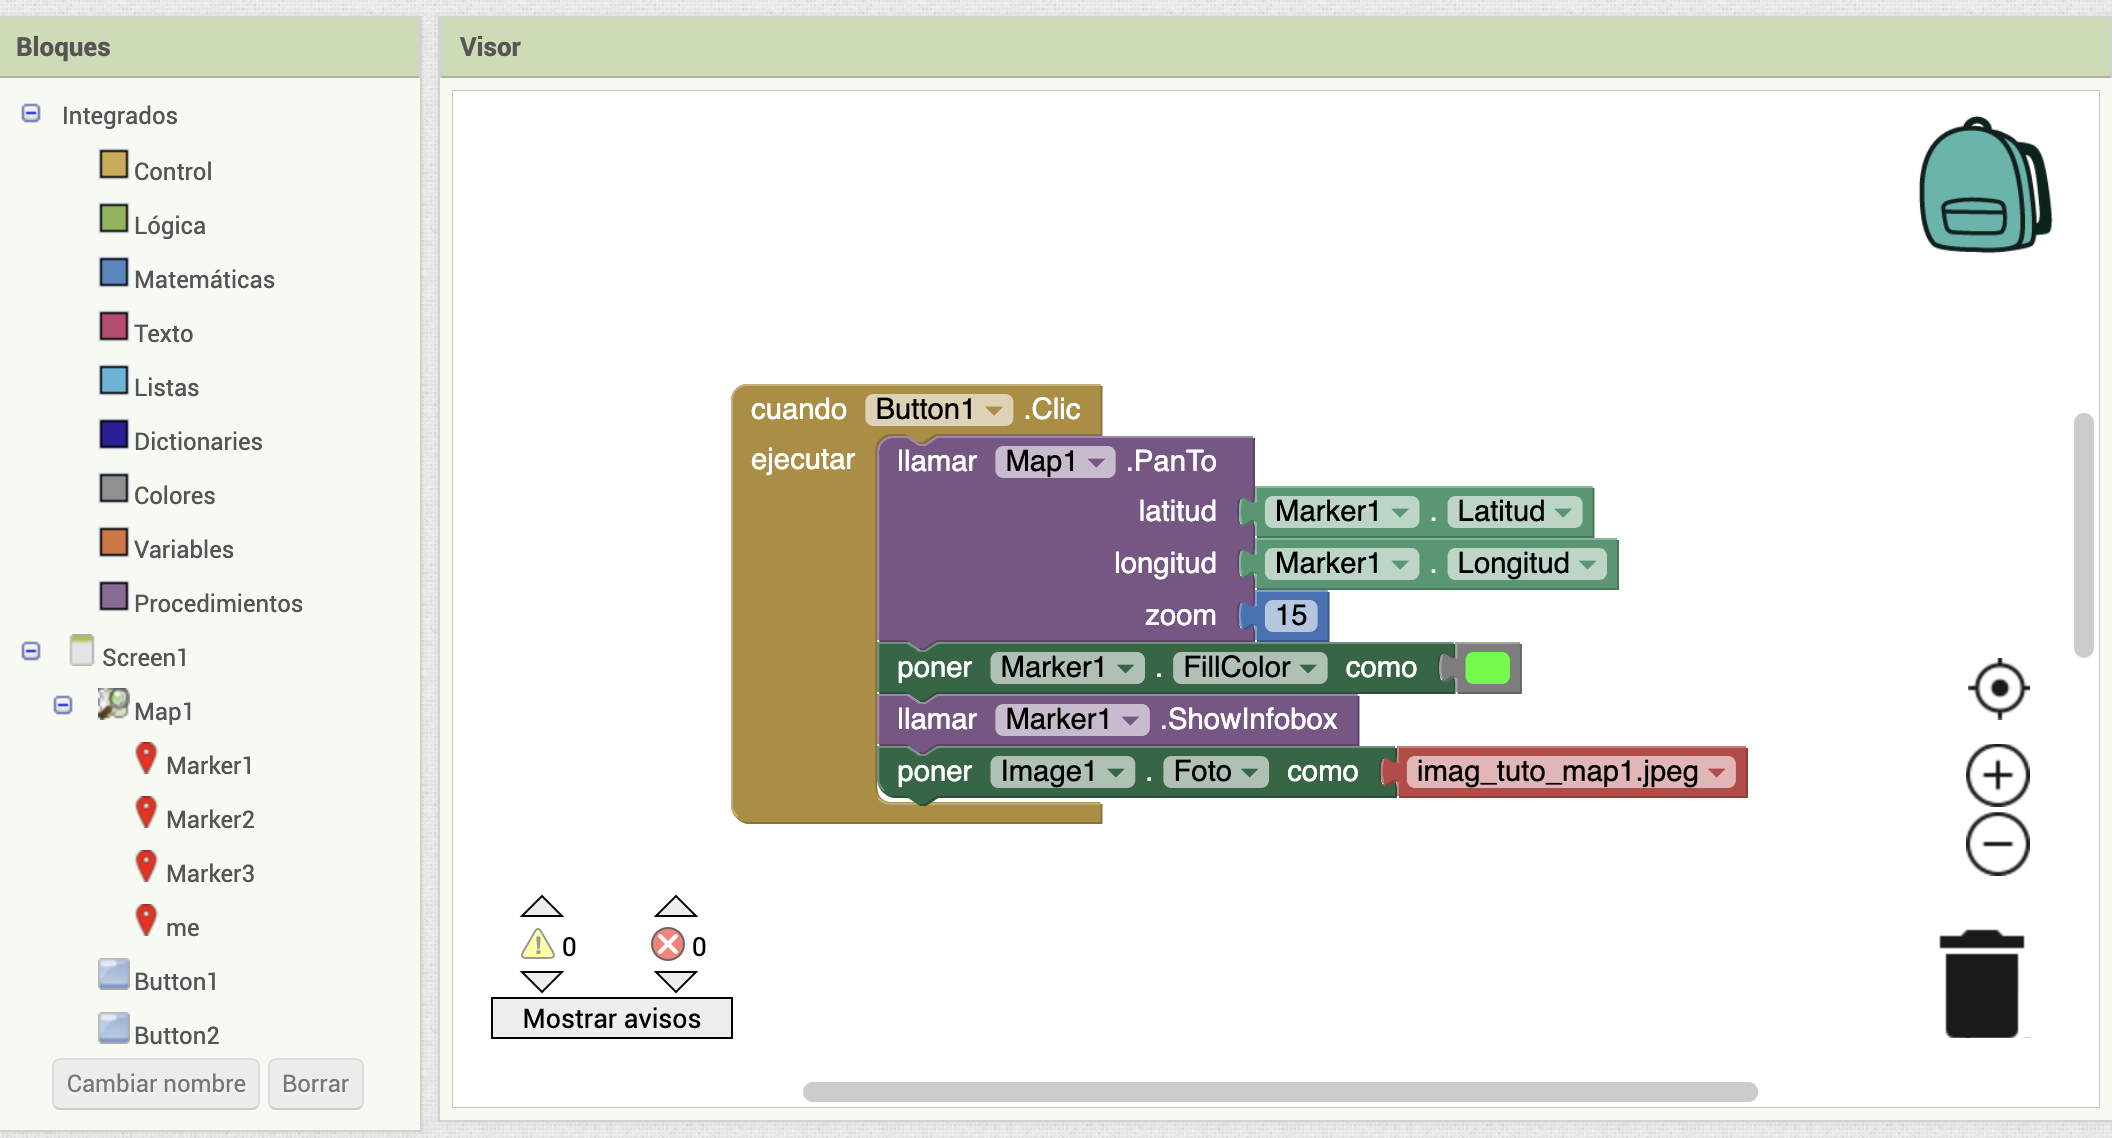 Bloques
Integrados
Control
Lógica
Matemáticas
Texto
Listas
Dictionaries
Colores
Variables
Procedimientos
Screen1
Map1
Marker1
Marker2
Marker3
me
Button1
Button2
Cambiar nombre Borrar
Visor
cuando Button1 .Clic
ejecutar llamar Map1 .PanTo
latitud Marker1 . Latitud
longitud Marker1 . Longitud
zoom 15
poner Marker1 . FillColor como
llamar Marker1 .ShowInfobox
poner Image1 . Foto como imag_tuto_map1.jpeg
0 0
Mostrar avisos